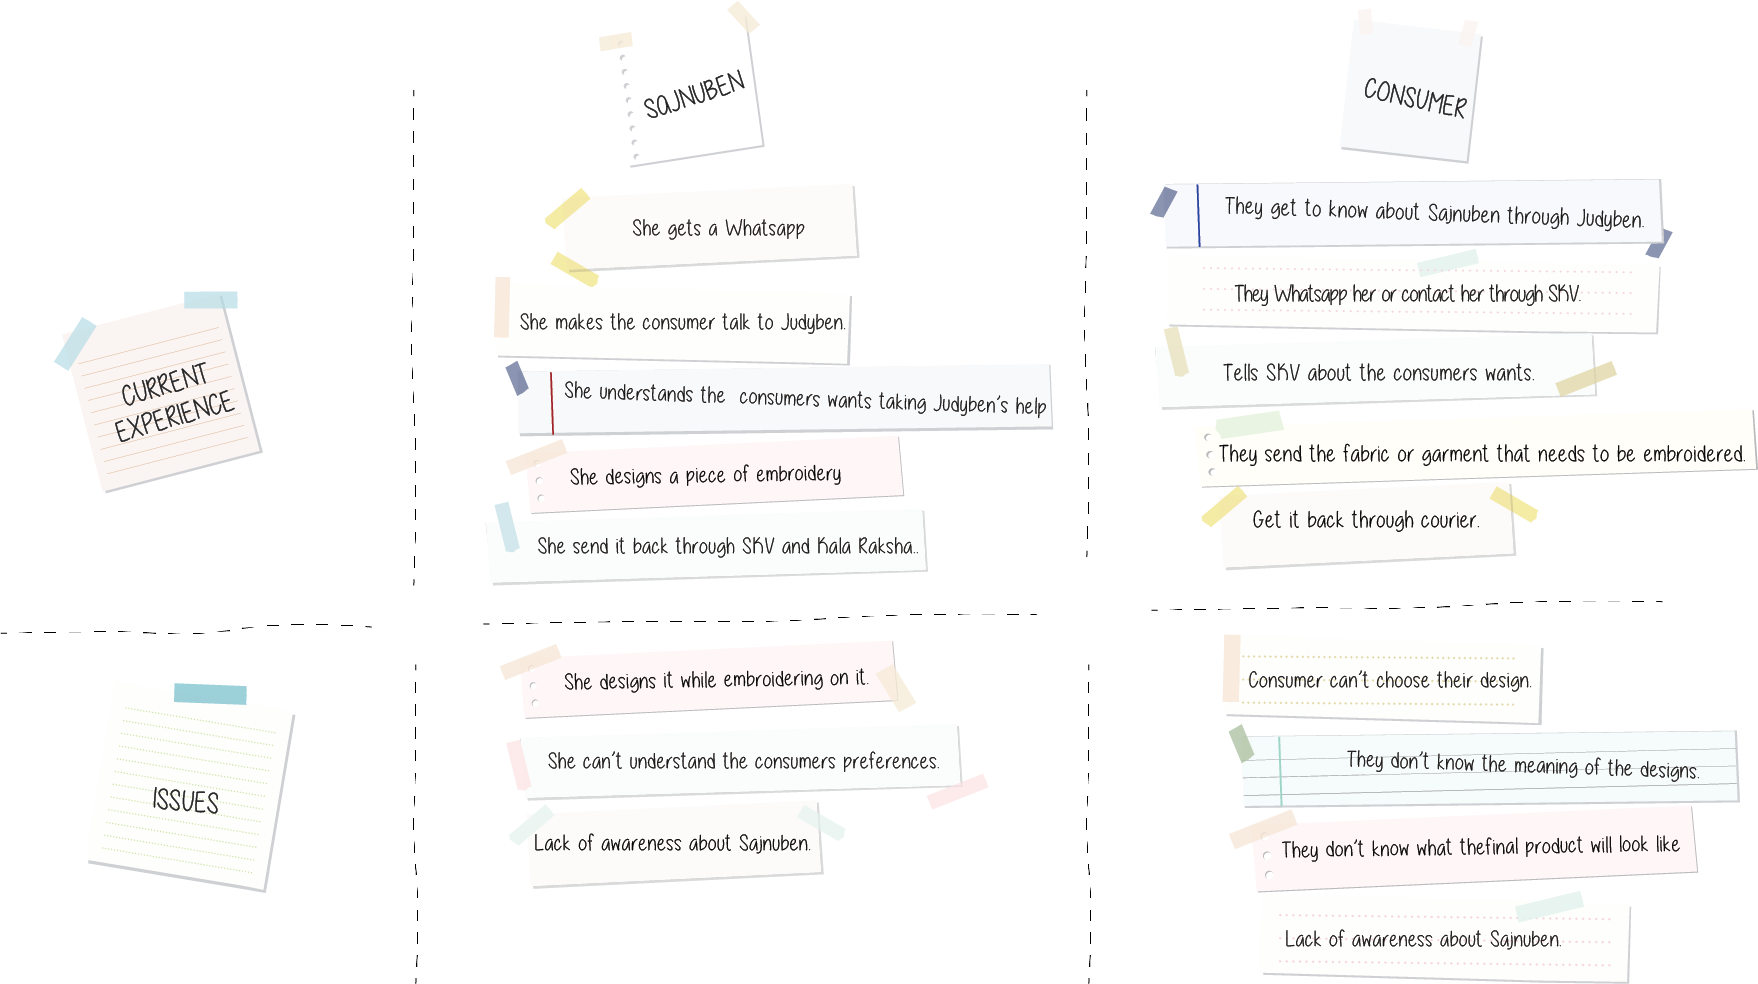 SAJNUBEN
CONSUMER
CURRENT
EXPERIENCE
She gets a Whatsapp
She makes the consumer talk to Judyben.
She understands the consumers wants taking Judyben's help
She designs a piece of embroidery
She send it back through SKV and Kala Raksha..
They get to know about Sajnuben through Judyben.
They Whatsapp her or contact her through SKV.
Tells SKV about the consumers wants.
They send the fabric or garment that needs to be embroidered.
Get it back through courier.
ISSUES
She designs it while embroidering on it.
She can't understand the consumers preferences.
Lack of awareness about Sajnuben.
Consumer can't choose their design.
They don't know the meaning of the designs.
They don't know what thefinal product will look like
Lack of awareness about Sajnuben.